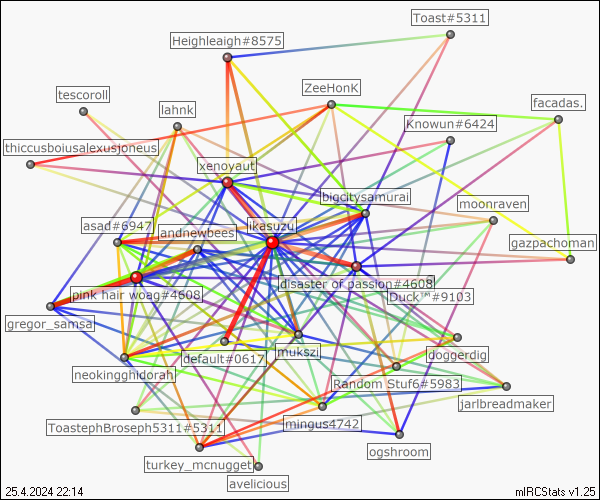 Toast#5311
Heighleaigh#8575
ZeeHonK
tescoroll
facadas.
lahnk
Knowun#6424
thiccusboiusalexusjoneus
xenoyaut
bigcitysamurai
moonraven
asad#6947
ikasuzu
andnewbees
gazpachoman
disaster of passion#4608
pink hair woag#4608
Duck™#9103
gregor_samsa
mukszi
default#0617
doggerdig
neokingghidorah
Random Stuf6#5983
jarlbreadmaker
mingus4742
ToastephBroseph5311#5311
ogshroom
turkey_mcnugget
avelicious
25.4.2024 22:14
mIRCStats v1.25